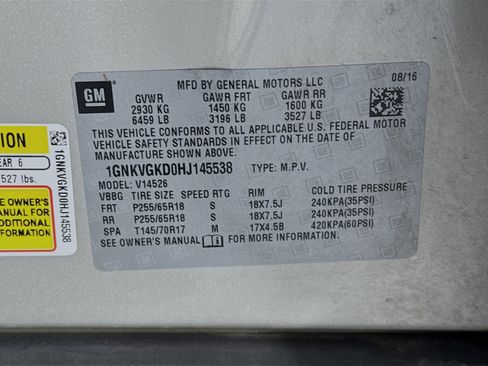 MFD BY GENERAL MOTORS LLC 08/16
GM
GVWR GAWR FRT GAWR RR
2930 KG 1450 KG 1600 KG
6459 LB 3196 LB 3527 LB
THIS VEHICLE CONFORMS TO ALL APPLICABLE U.S. FEDERAL MOTOR
VEHICLE SAFETY STANDARDS IN EFFECT ON THE DATE OF
MANUFACTURE SHOWN ABOVE.
1GNKVGKD0HJ145538 TYPE: M.P.V.
MODEL: V14526
VBBG TIRE SIZE SPEED RTG RIM COLD TIRE PRESSURE
FRT P255/65R18 S 18X7.5J 240KPA(35PSI)
RR P255/65R18 S 18X7.5J 240KPA(35PSI)
SPA T145/70R17 M 17X4.5B 420KPA(60PSI)
SEE OWNER'S MANUAL FOR MORE INFORMATION.
TION
EAR 6
527 lbs.
EE OWNER'S
ANUAL FOR
DDITIONAL
FORMATION
1GNKVGKD0HJ145538